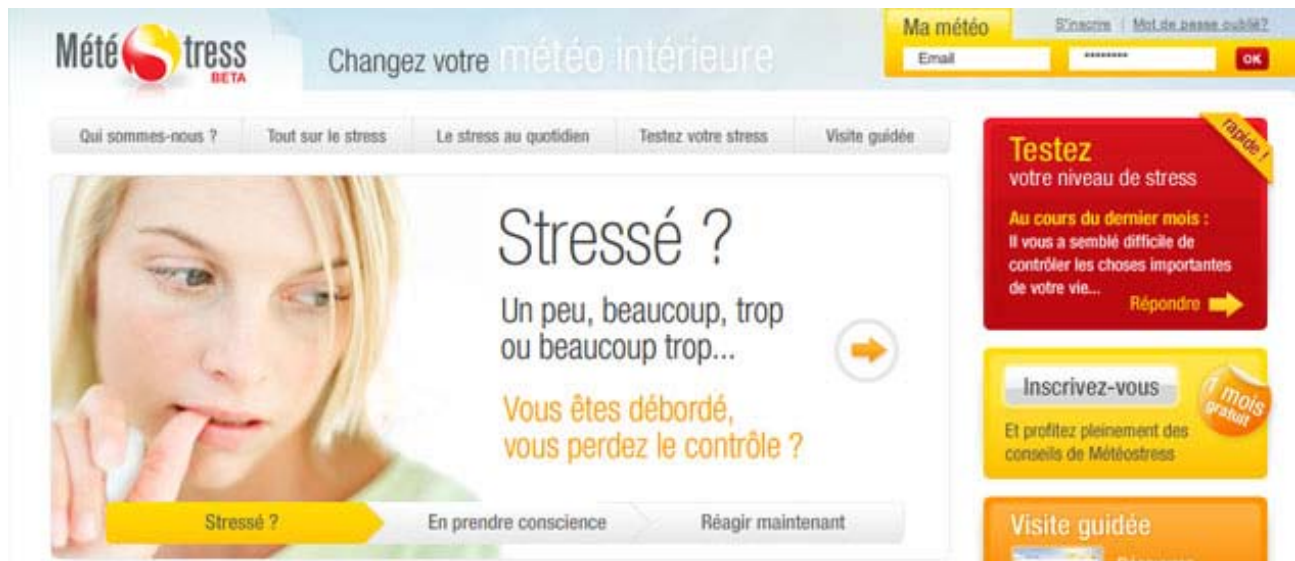 Météo Stress
BETA
Changez votre météo intérieure
Ma météo
S'inscrire | Mot de passe oublié?
Email
********
OK
Qui sommes-nous ?
Tout sur le stress
Le stress au quotidien
Testez votre stress
Visite guidée
Stressé ?
Un peu, beaucoup, trop
ou beaucoup trop...
Vous êtes débordé,
vous perdez le contrôle ?
Stressé ?
En prendre conscience
Réagir maintenant
rapide !
Testez
votre niveau de stress
Au cours du dernier mois :
Il vous a semblé difficile de
contrôler les choses importantes
de votre vie...
Répondre
Inscrivez-vous
1 mois
gratuit
Et profitez pleinement des
conseils de Météostress
Visite guidée